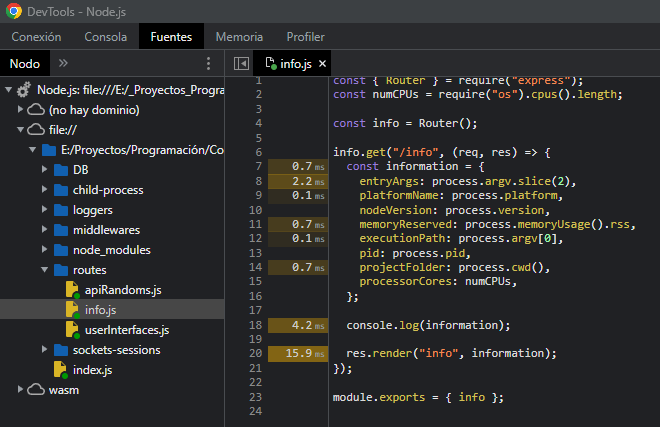 DevTools - Node.js
Conexión Consola Fuentes Memoria Profiler
Nodo » info.js ×
Node.js: file:///E:/_Proyectos_Progra
(no hay dominio)
file://
E:/Proyectos/Programación/Co
DB
child-process
loggers
middlewares
node_modules
routes
apiRandoms.js
info.js
userInterfaces.js
sockets-sessions
index.js
wasm
1 const { Router } = require("express");
2 const numCPUs = require("os").cpus().length;
3
4 const info = Router();
5
6 info.get("/info", (req, res) => {
7 0.7 ms const information = {
8 2.2 ms entryArgs: process.argv.slice(2),
9 0.1 ms platformName: process.platform,
10 nodeVersion: process.version,
11 0.7 ms memoryReserved: process.memoryUsage().rss,
12 0.1 ms executionPath: process.argv[0],
13 pid: process.pid,
14 0.7 ms projectFolder: process.cwd(),
15 processorCores: numCPUs,
16 };
17
18 4.2 ms console.log(information);
19
20 15.9 ms res.render("info", information);
21 });
22
23 module.exports = { info };
24